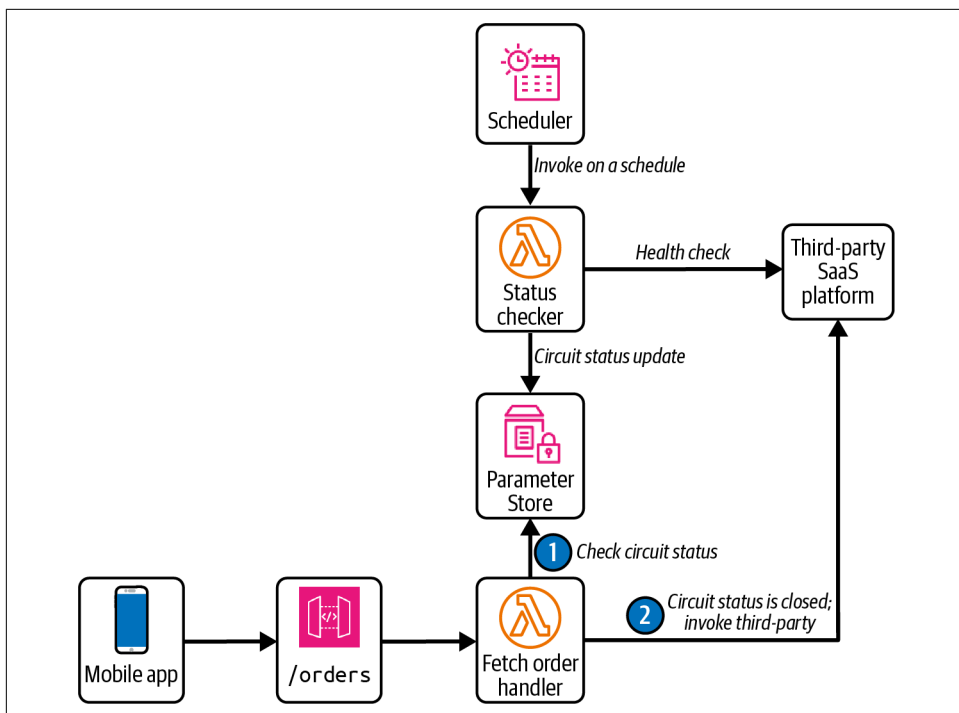 Scheduler
Invoke on a schedule
Status
checker
Health check
Third-party
SaaS
platform
Circuit status update
Parameter
Store
1 Check circuit status
Mobile app
</>
/orders
Fetch order
handler
2 Circuit status is closed;
invoke third-party